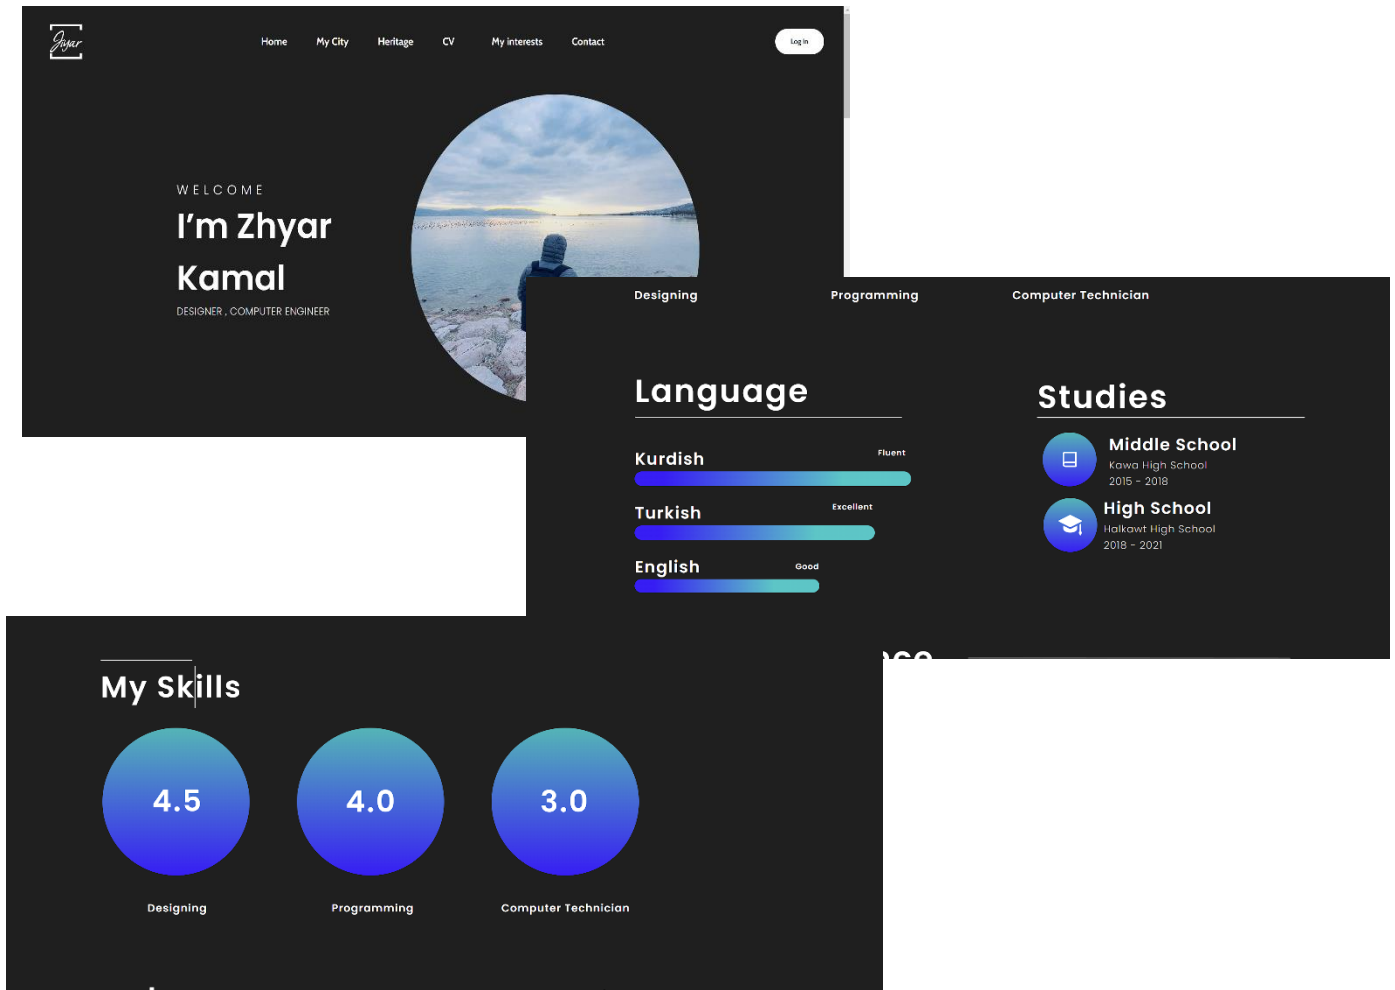 Jiyar
Home My City Heritage CV My interests Contact
Log In
WELCOME
I'm Zhyar
Kamal
DESIGNER , COMPUTER ENGINEER
Designing Programming Computer Technician
Language
Kurdish Fluent
Turkish Excellent
English Good
Studies
Middle School
Kawa High School
2015 - 2018
High School
Halkawt High School
2018 - 2021
My Skills
4.5 4.0 3.0
Designing Programming Computer Technician